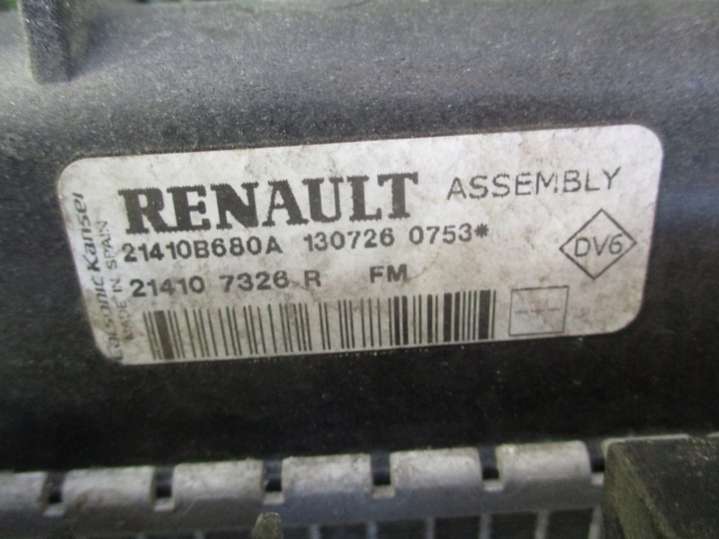 RENAULT ASSEMBLY
21410B680A 130726 0753*
21410 7326 R FM
DV6
Calsonic Kansei
MADE IN SPAIN